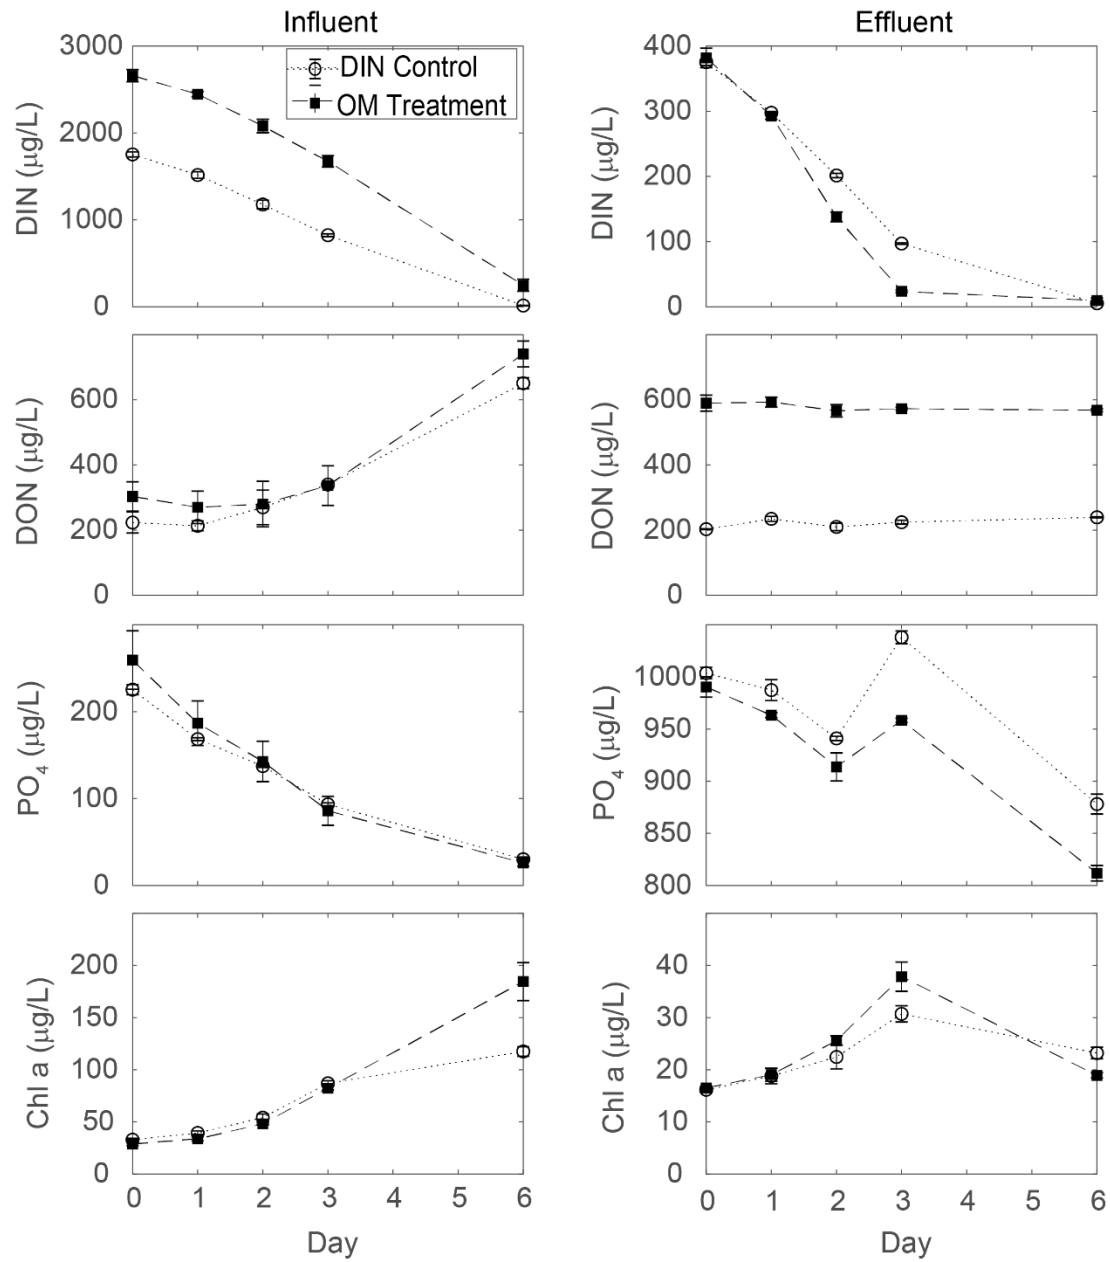 Influent
Effluent
DIN Control
OM Treatment
DIN (μg/L)
3000
2000
1000
0
DIN (μg/L)
400
300
200
100
0
DON (μg/L)
600
400
200
0
DON (μg/L)
600
400
200
0
PO4 (μg/L)
200
100
0
PO4 (μg/L)
1000
950
900
850
800
Chl a (μg/L)
200
150
100
50
0
0 1 2 3 4 5 6
Day
Chl a (μg/L)
40
30
20
10
0
0 1 2 3 4 5 6
Day